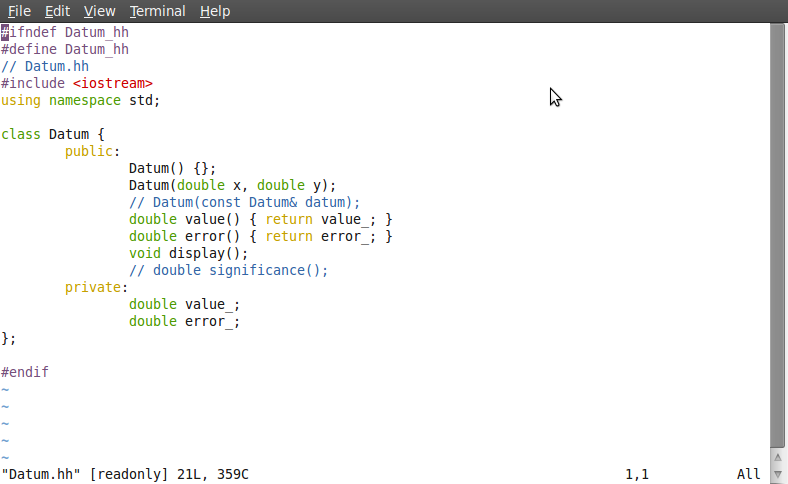 File Edit View Terminal Help
#ifndef Datum_hh
#define Datum_hh
// Datum.hh
#include <iostream>
using namespace std;

class Datum {
        public:
                Datum() {};
                Datum(double x, double y);
                // Datum(const Datum& datum);
                double value() { return value_; }
                double error() { return error_; }
                void display();
                // double significance();
        private:
                double value_;
                double error_;
};

#endif
~
~
~
~
~
"Datum.hh" [readonly] 21L, 359C 1,1 All